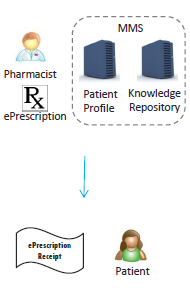 MMS
Pharmacist
Rx
ePrescription
Patient
Profile
Knowledge
Repository
ePrescription
Receipt
Patient